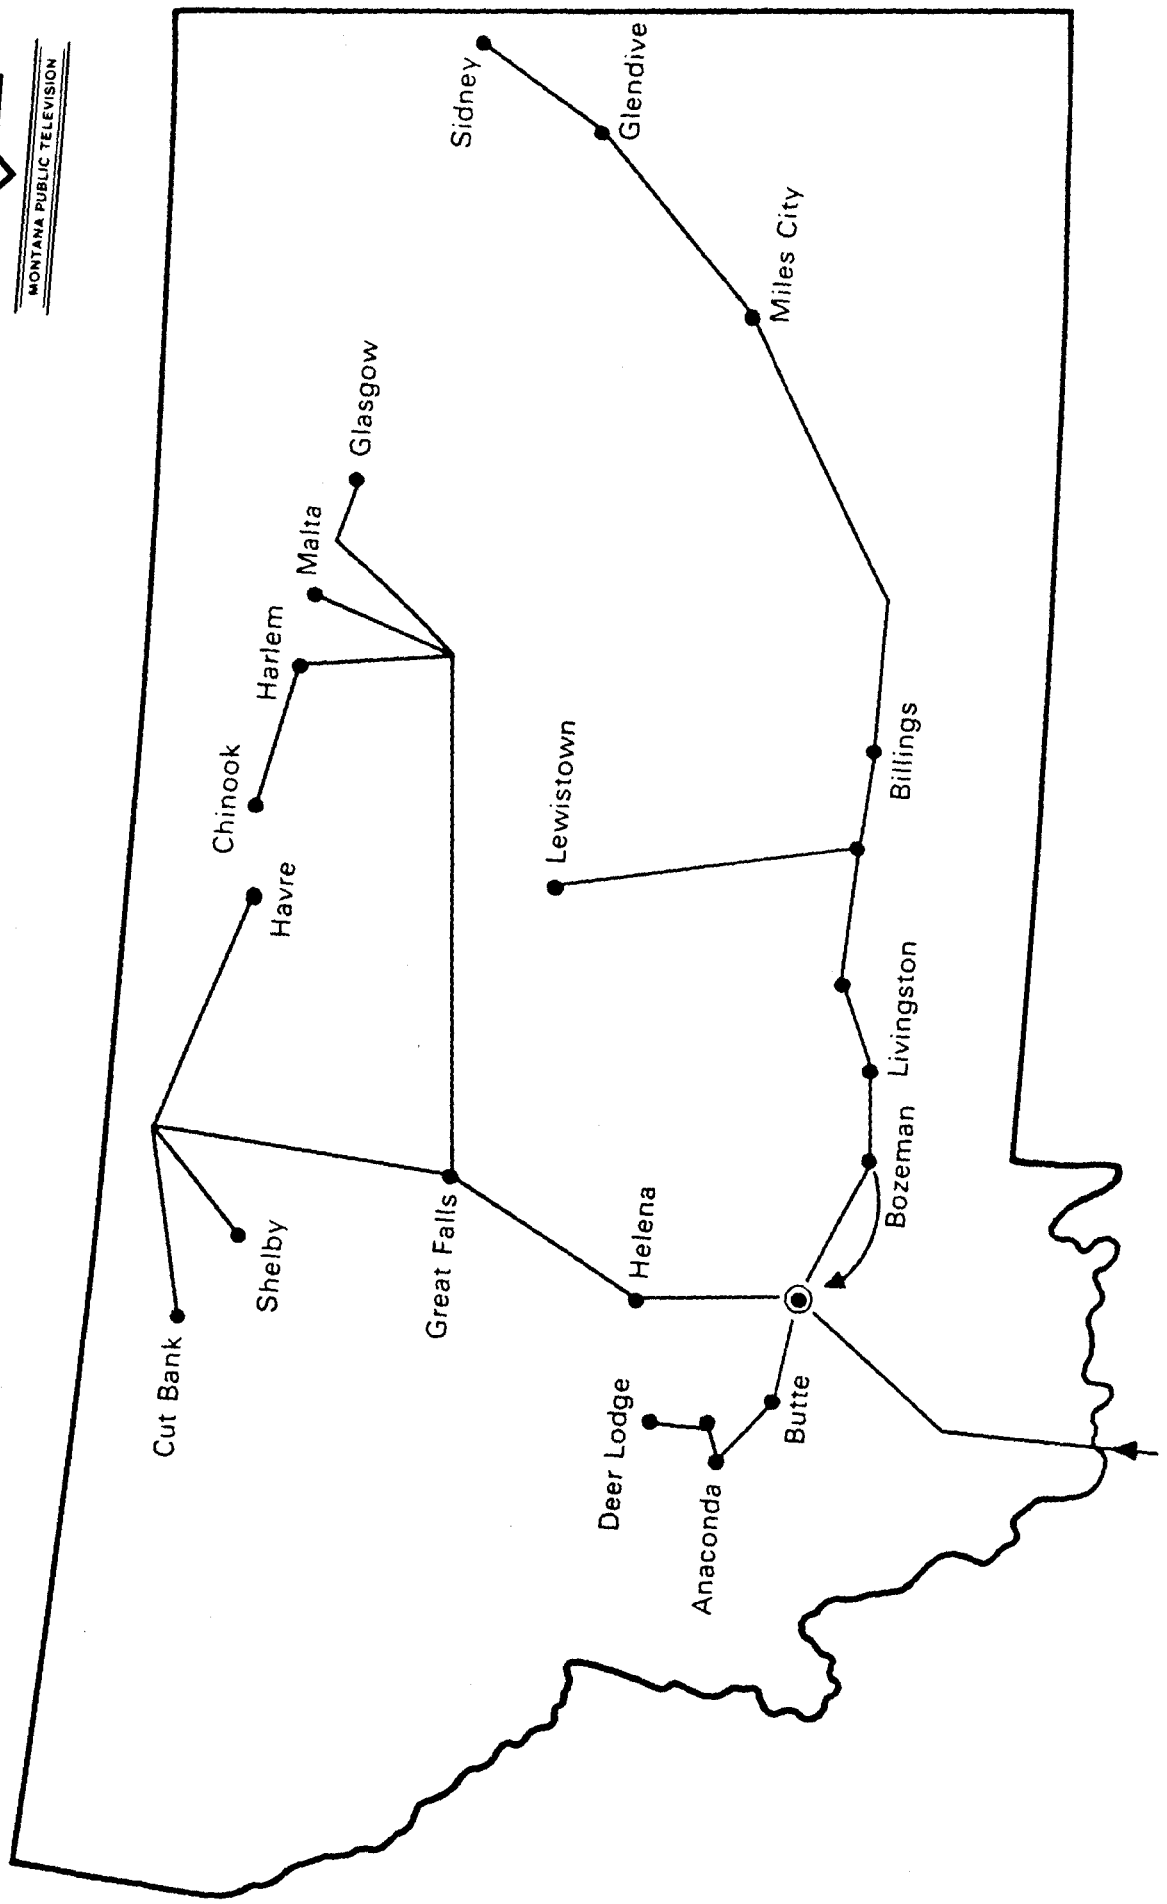 MONTANA PUBLIC TELEVISION
Cut Bank
Shelby
Havre
Chinook
Harlem
Malta
Glasgow
Great Falls
Sidney
Glendive
Lewistown
Helena
Deer Lodge
Anaconda
Butte
Miles City
Bozeman
Livingston
Billings